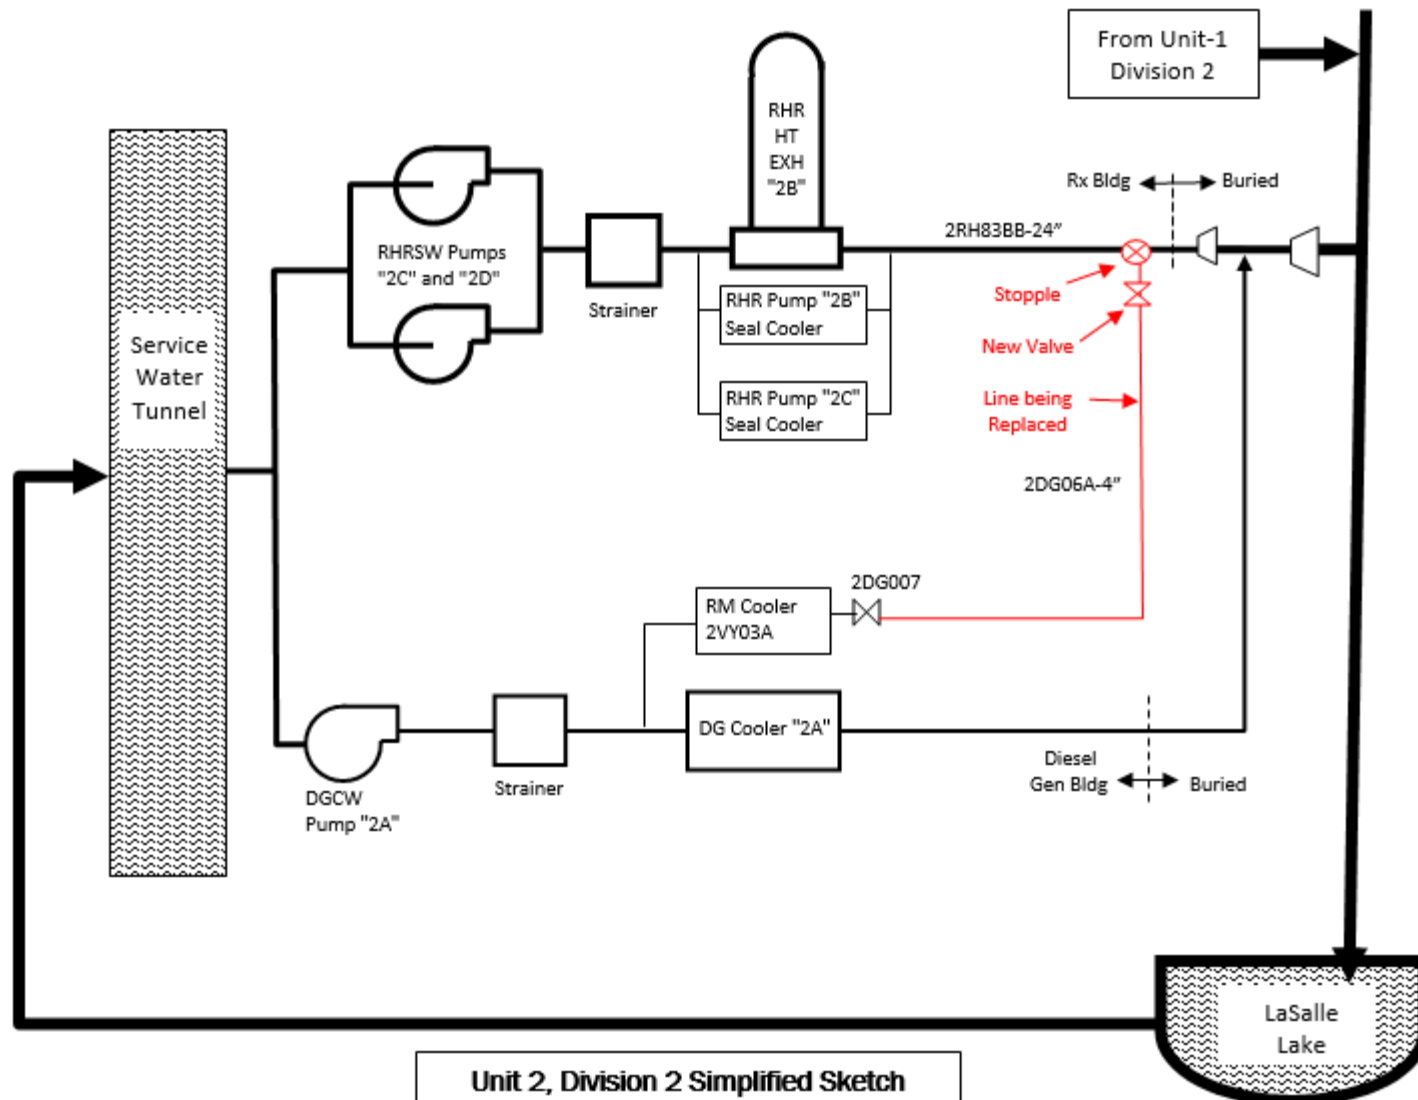 From Unit-1
Division 2
RHR
HT
EXH
"2B"
Rx Bldg
Buried
2RH83BB-24”
RHRSW Pumps
"2C" and "2D"
Strainer
RHR Pump "2B"
Seal Cooler
Stopple
New Valve
RHR Pump "2C"
Seal Cooler
Line being
Replaced
Service
Water
Tunnel
2DG06A-4”
2DG007
RM Cooler
2VY03A
DG Cooler "2A"
Strainer
Diesel
Gen Bldg
Buried
DGCW
Pump "2A"
LaSalle
Lake
Unit 2, Division 2 Simplified Sketch